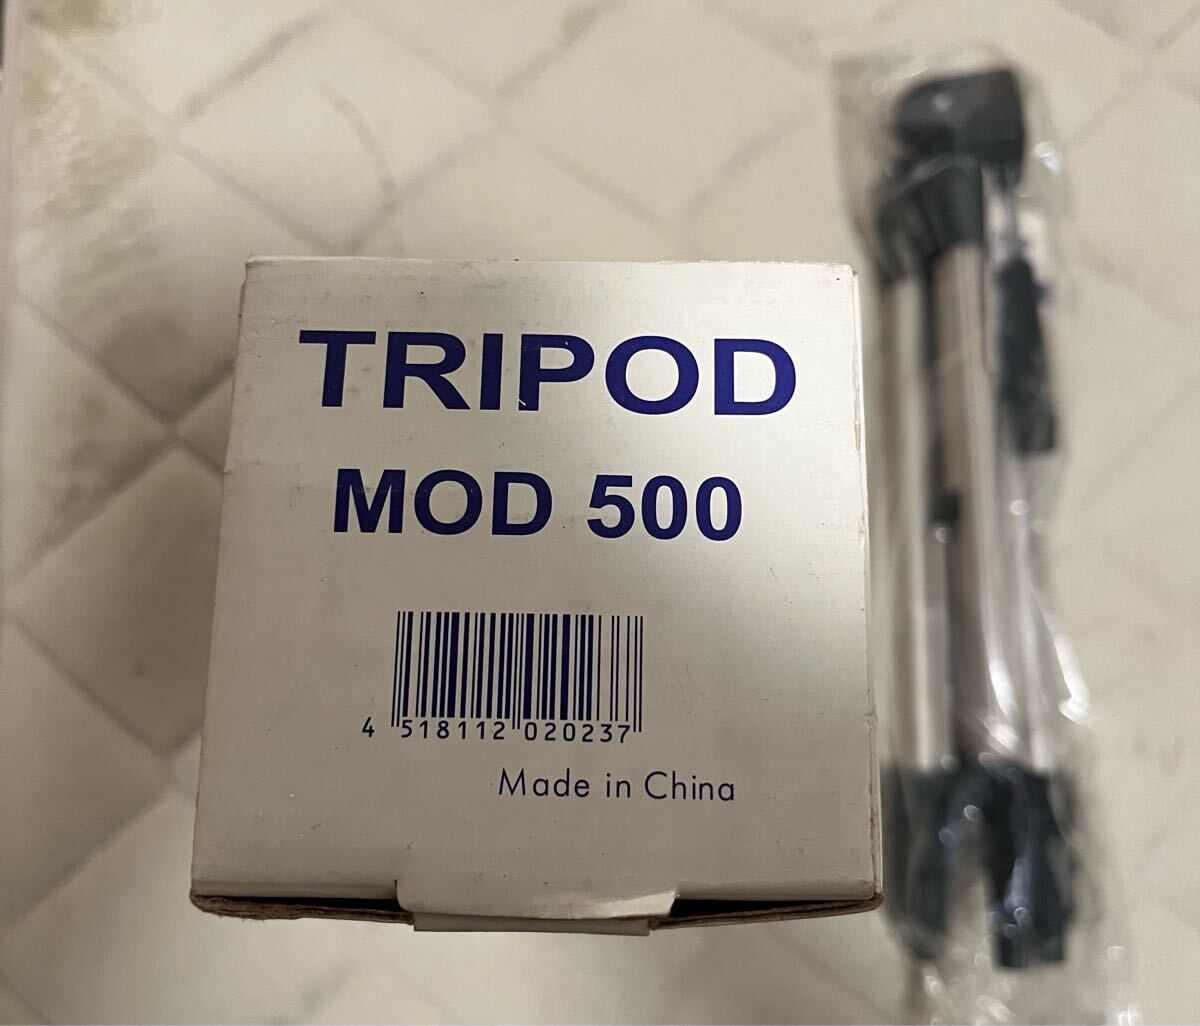 TRIPOD
MOD 500
4 518112 020237
Made in China